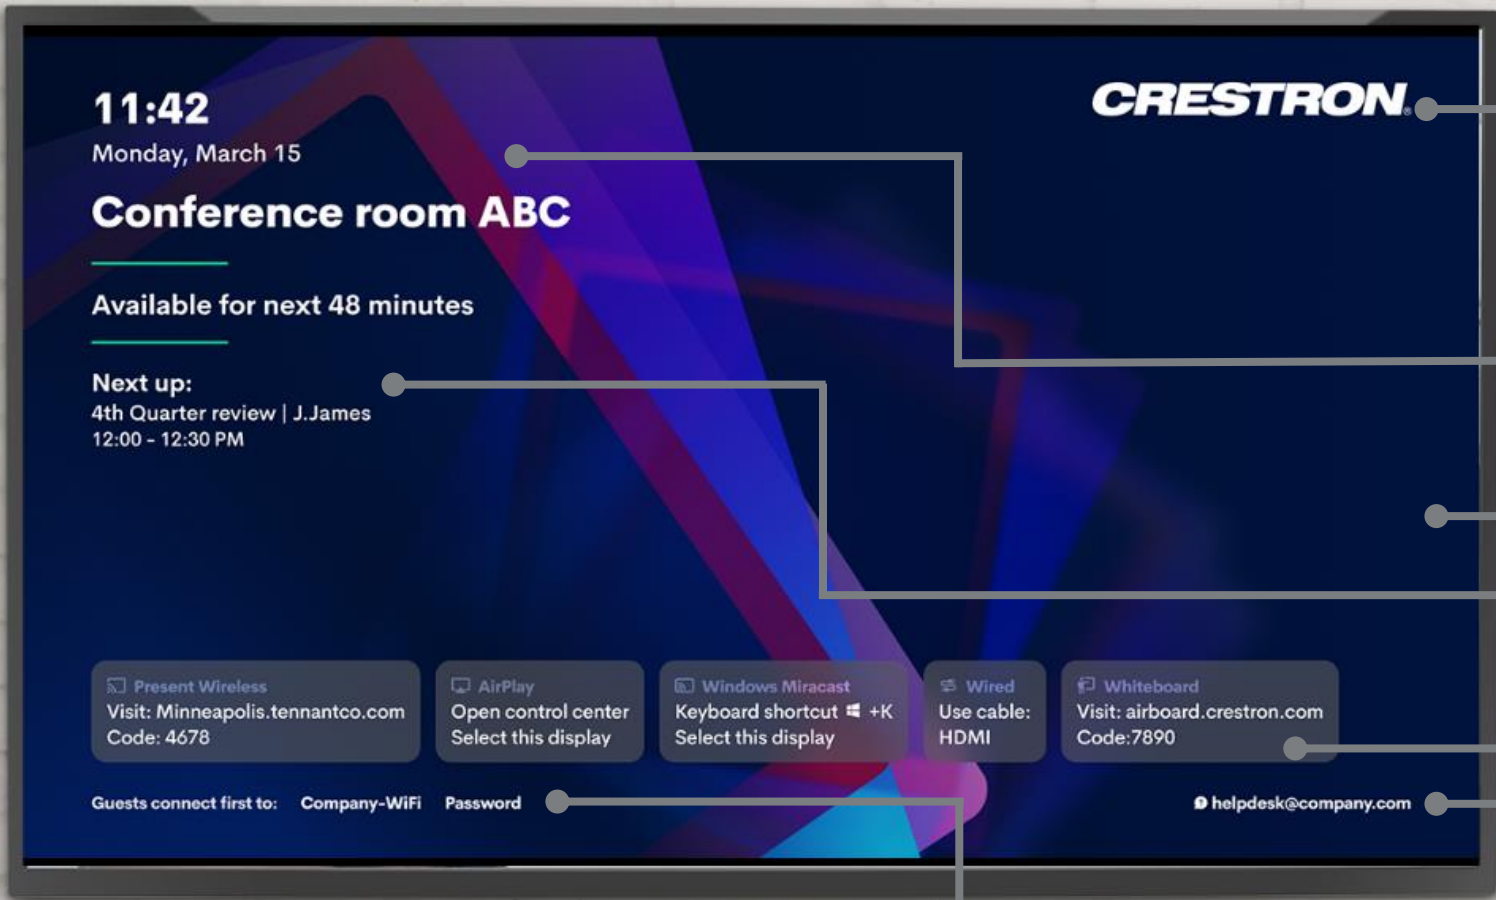 11:42
Monday, March 15
CRESTRON®
Conference room ABC
Available for next 48 minutes
Next up:
4th Quarter review | J.James
12:00 - 12:30 PM
Present Wireless
Visit: Minneapolis.tennantco.com
Code: 4678
AirPlay
Open control center
Select this display
Windows Miracast
Keyboard shortcut +K
Select this display
Wired
Use cable:
HDMI
Whiteboard
Visit: airboard.crestron.com
Code:7890
Guests connect first to: Company-WiFi Password
helpdesk@company.com